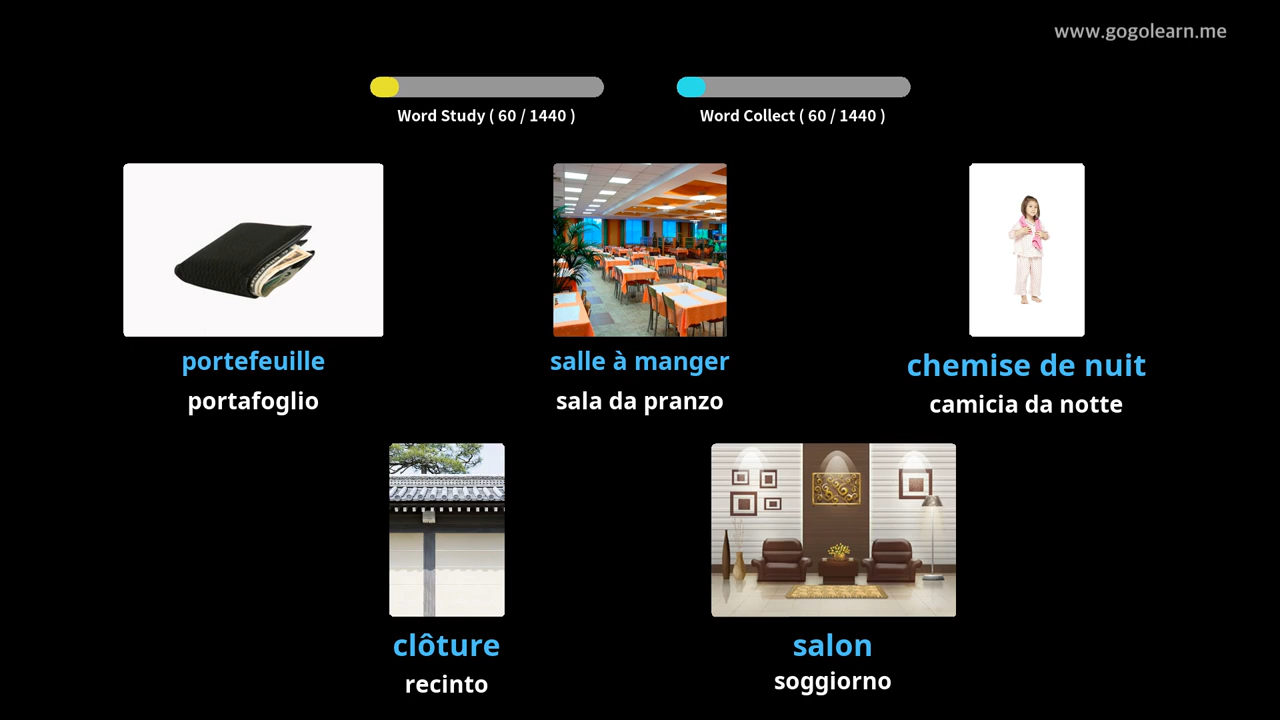 www.gogolearn.me
Word Study ( 60 / 1440 )
Word Collect ( 60 / 1440 )
portefeuille
portafoglio
salle à manger
sala da pranzo
chemise de nuit
camicia da notte
clôture
recinto
salon
soggiorno